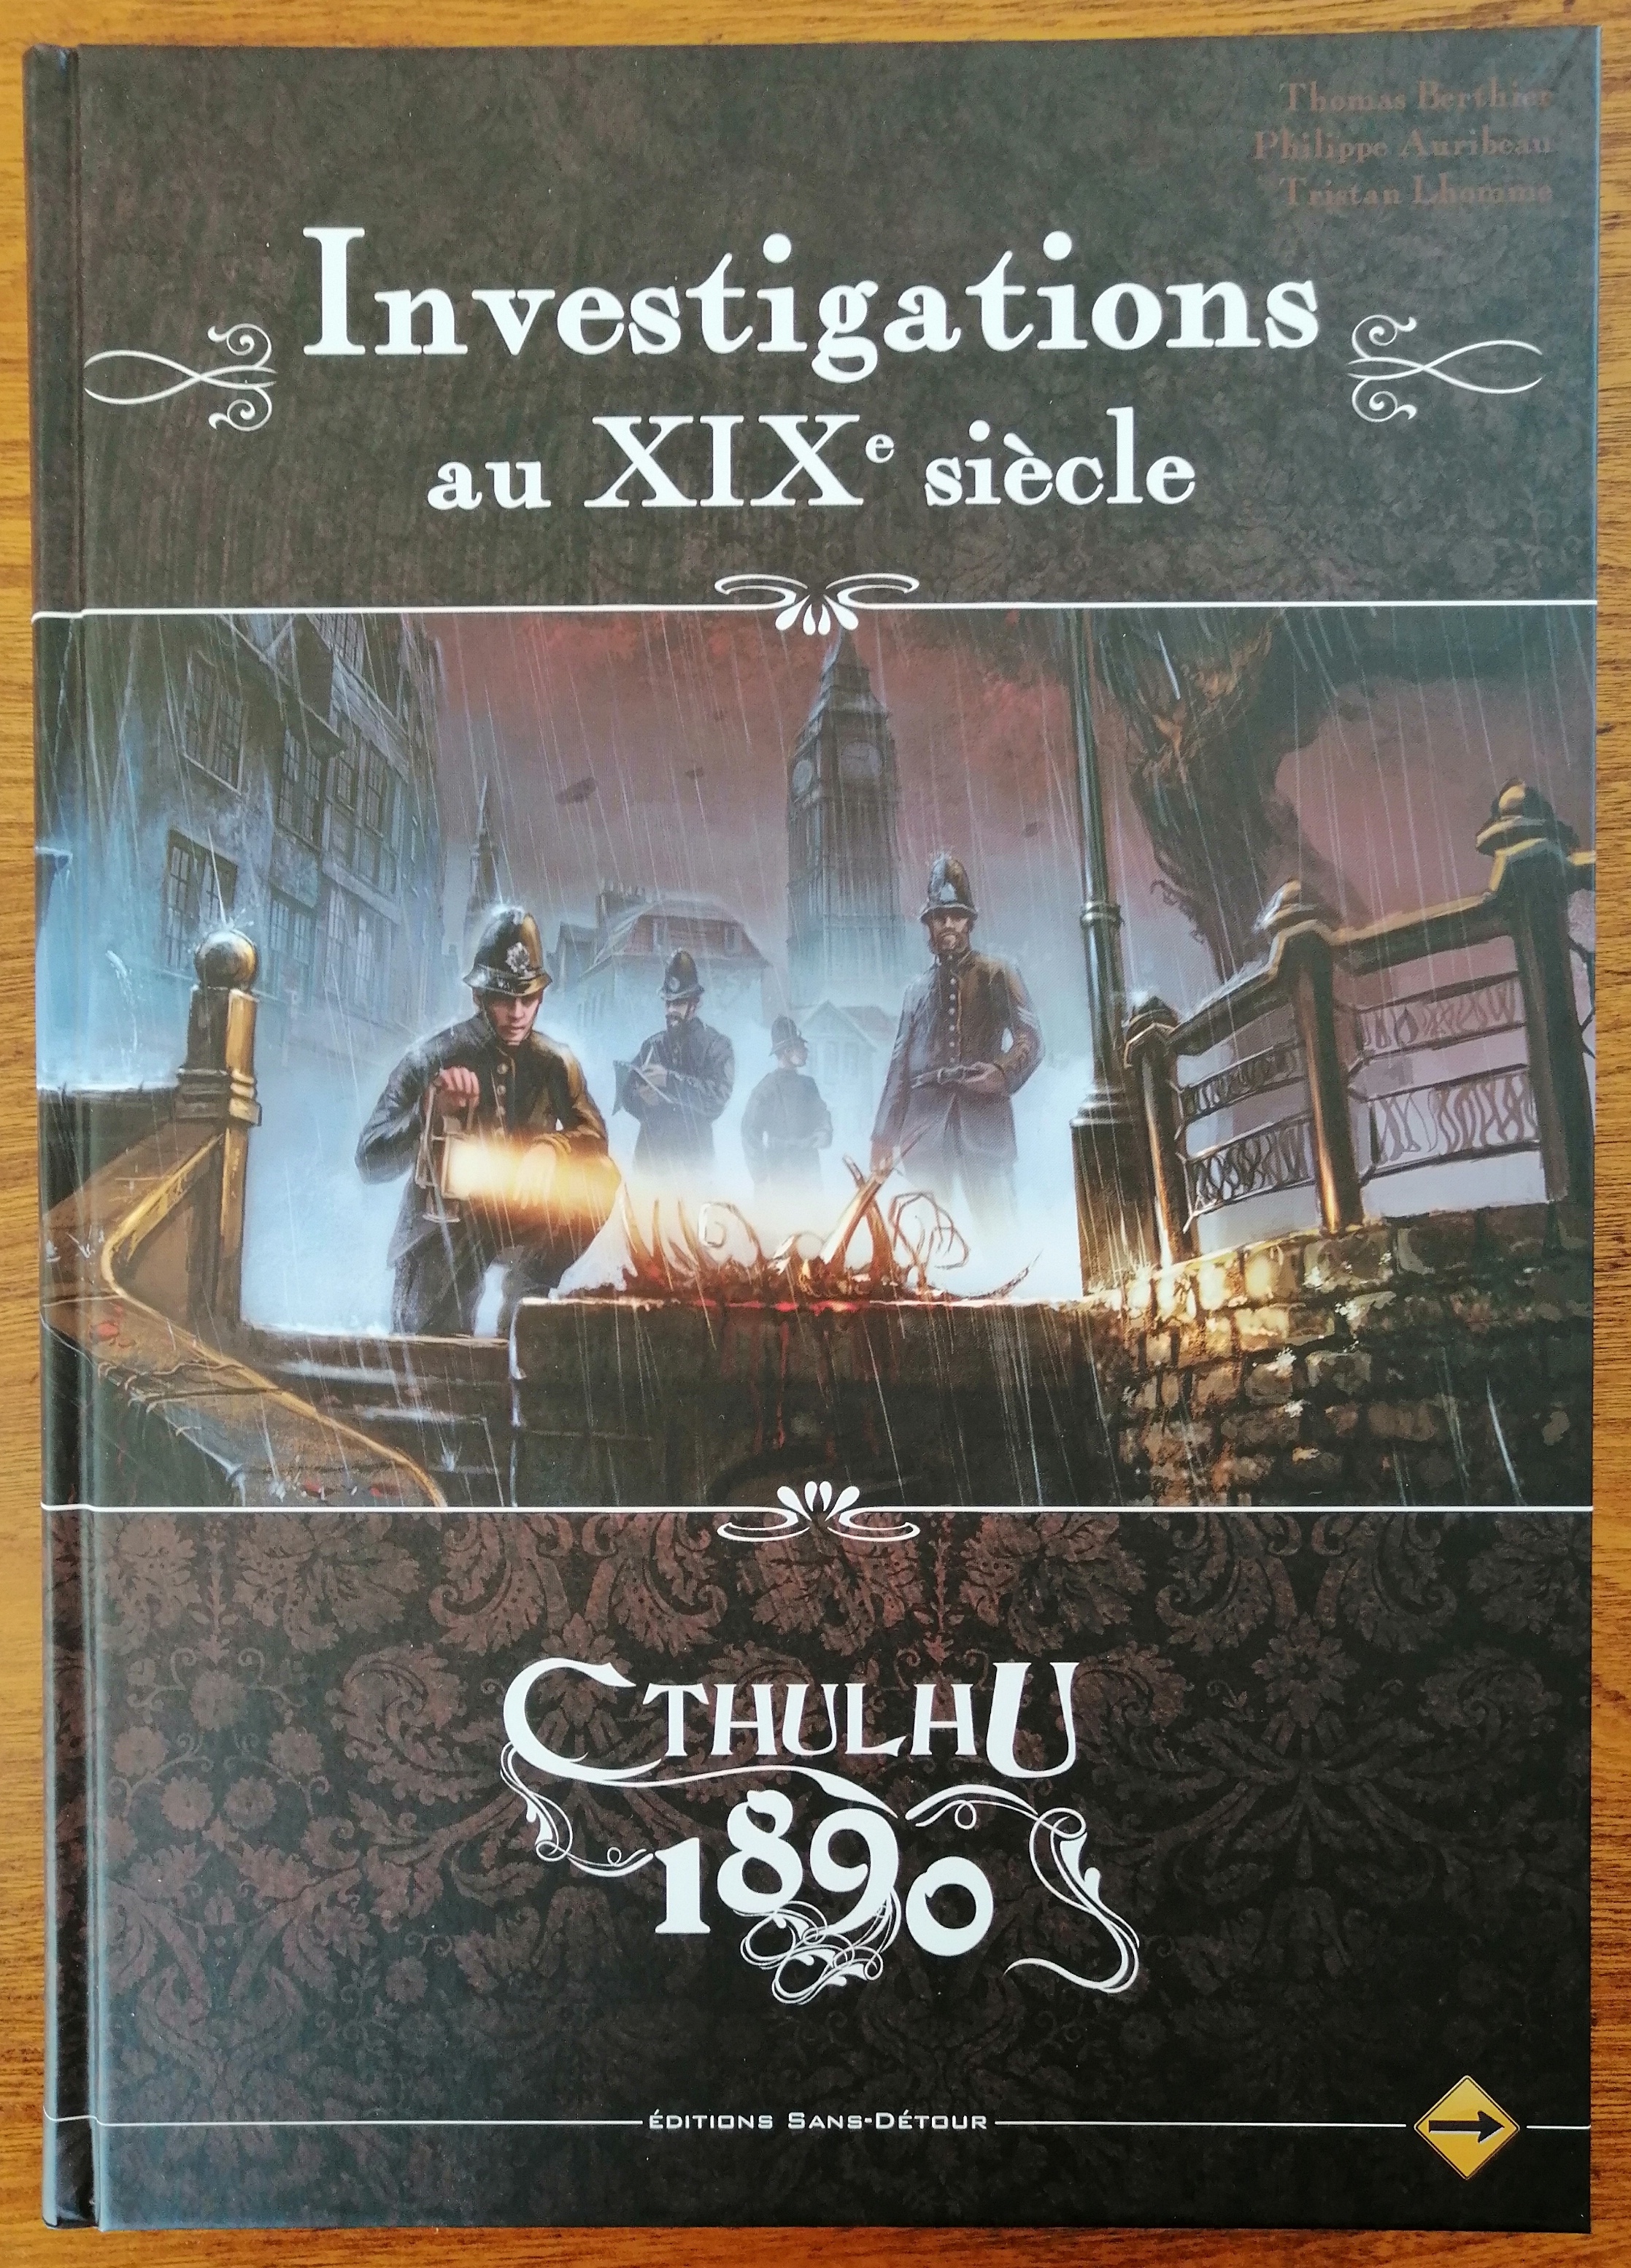 Thomas Berthier
Philippe Auribeau
Tristan Lhomme
Investigations
au XIXe siècle
CTHULHU
1890
ÉDITIONS SANS-DÉTOUR